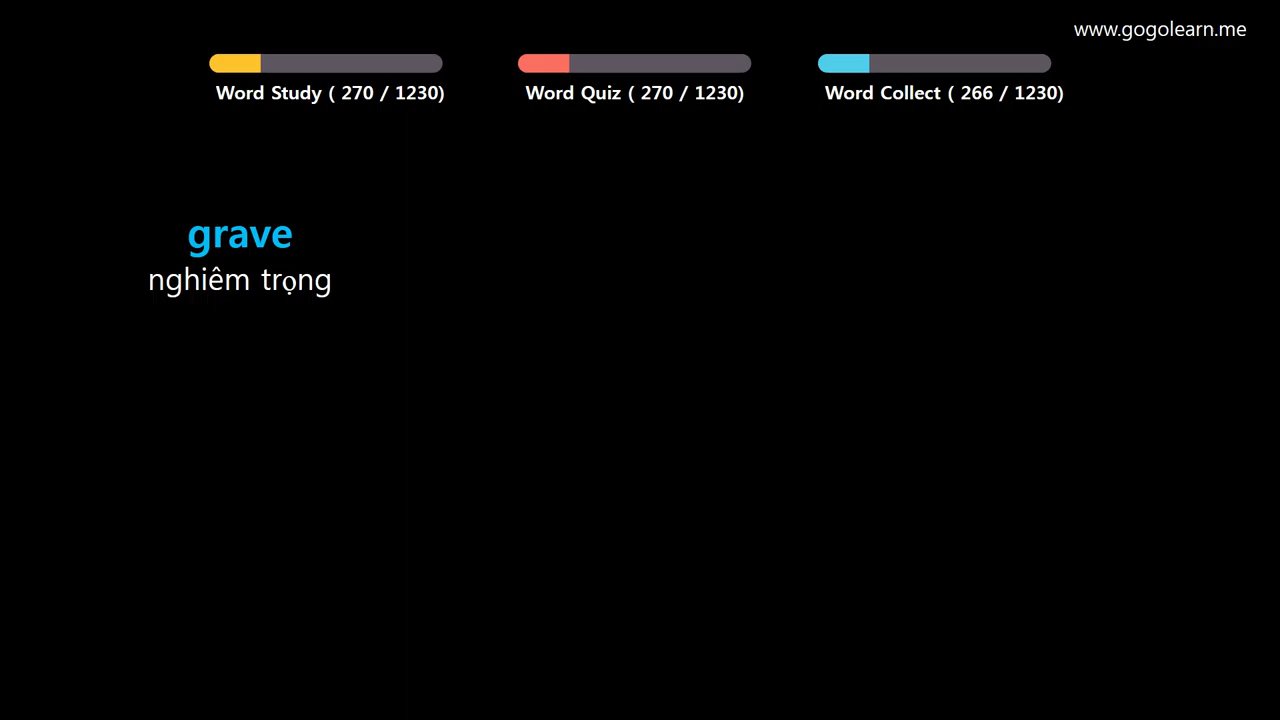 www.gogolearn.me
Word Study ( 270 / 1230)
Word Quiz ( 270 / 1230)
Word Collect ( 266 / 1230)
grave
nghiêm trọng